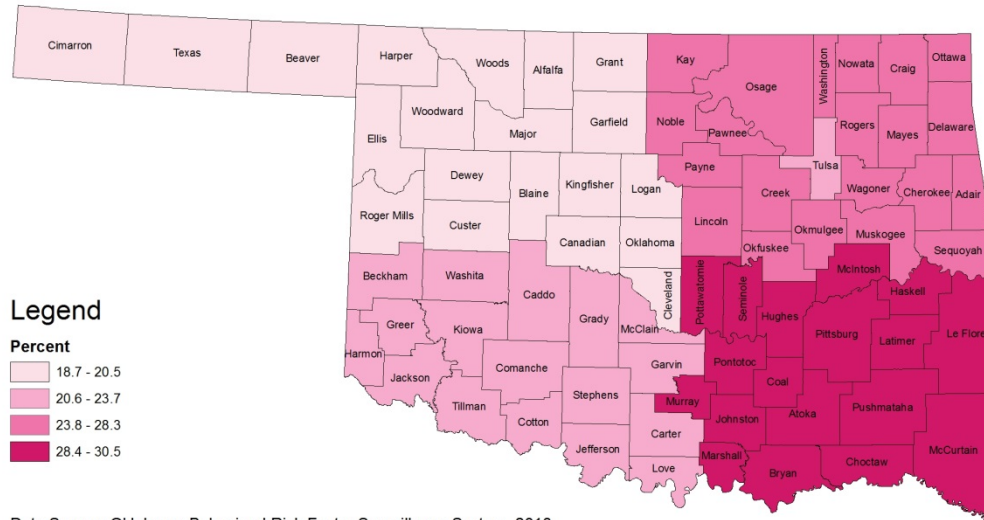 Cimarron
Texas
Beaver
Harper
Woods
Alfalfa
Grant
Kay
Osage
Washington
Nowata
Craig
Ottawa
Woodward
Ellis
Major
Garfield
Noble
Pawnee
Rogers
Mayes
Delaware
Dewey
Blaine
Kingfisher
Logan
Payne
Creek
Tulsa
Wagoner
Cherokee
Adair
Roger Mills
Custer
Canadian
Oklahoma
Lincoln
Okfuskee
Okmulgee
Muskogee
Sequoyah
Beckham
Washita
Caddo
Grady
McClain
Cleveland
Pottawatomie
Seminole
Hughes
McIntosh
Haskell
Pittsburg
Latimer
Le Flore
Greer
Harmon
Jackson
Kiowa
Comanche
Tillman
Cotton
Stephens
Jefferson
Garvin
Murray
Carter
Love
Pontotoc
Coal
Johnston
Atoka
Pushmataha
Marshall
Bryan
Choctaw
McCurtain
Legend
Percent
18.7 - 20.5
20.6 - 23.7
23.8 - 28.3
28.4 - 30.5